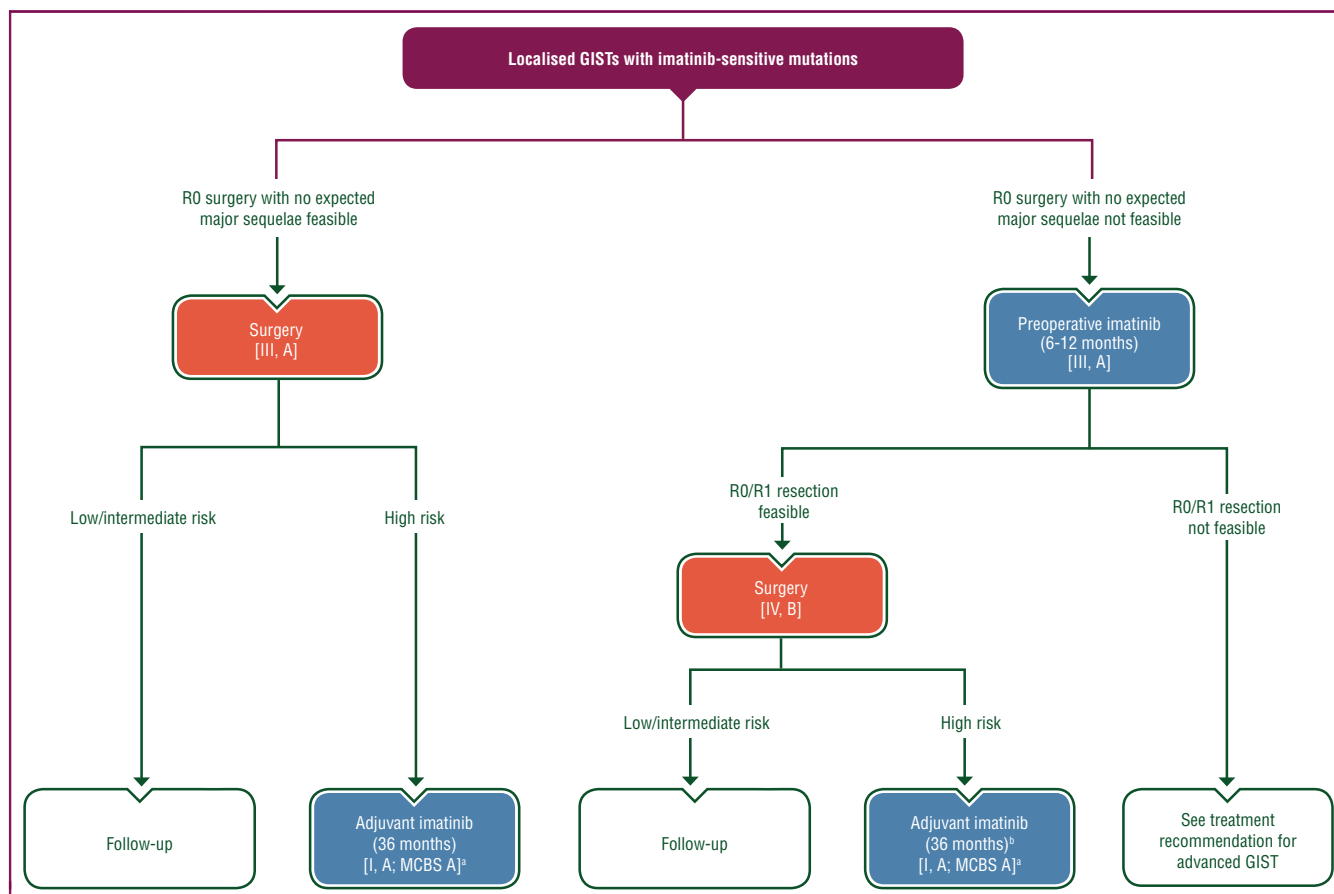 Localised GISTs with imatinib-sensitive mutations
R0 surgery with no expected
major sequelae feasible
R0 surgery with no expected
major sequelae not feasible
Surgery
[III, A]
Preoperative imatinib
(6-12 months)
[III, A]
Low/intermediate risk
High risk
R0/R1 resection
feasible
R0/R1 resection
not feasible
Surgery
[IV, B]
Low/intermediate risk
High risk
Follow-up
Adjuvant imatinib
(36 months)
[I, A; MCBS A]ᵃ
Follow-up
Adjuvant imatinib
(36 months)ᵇ
[I, A; MCBS A]ᵃ
See treatment
recommendation for
advanced GIST